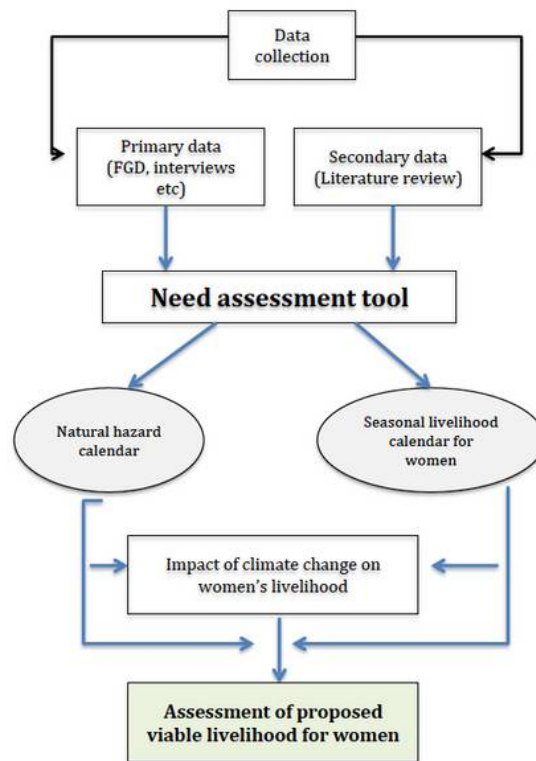 Data
collection
Primary data
(FGD, interviews
etc)
Secondary data
(Literature review)
Need assessment tool
Natural hazard
calendar
Seasonal livelihood
calendar for
women
Impact of climate change on
women's livelihood
Assessment of proposed
viable livelihood for women